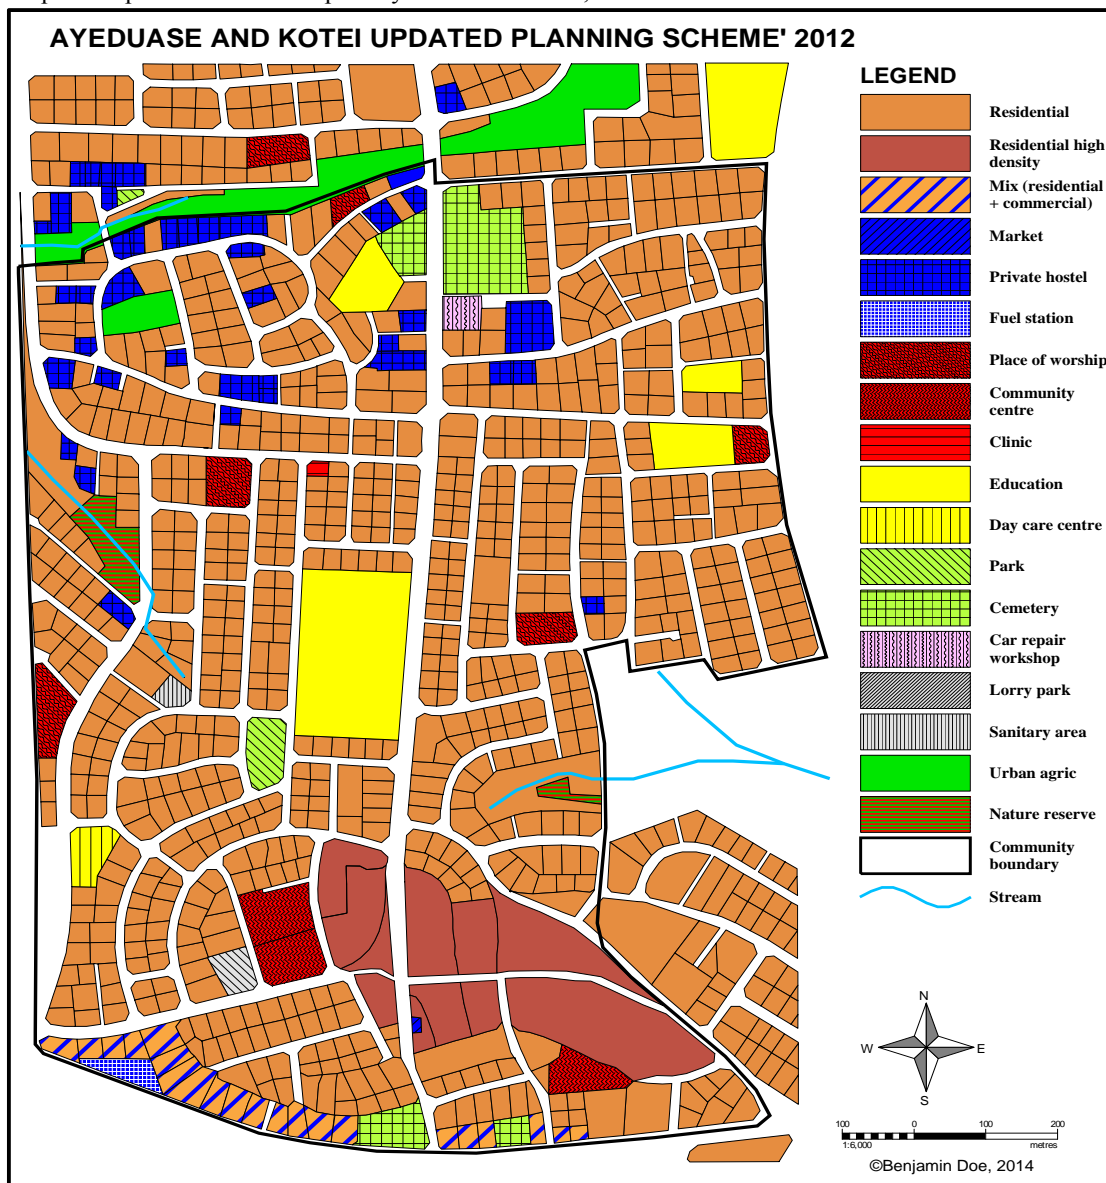 AYEDUASE AND KOTEI UPDATED PLANNING SCHEME' 2012
LEGEND
Residential
Residential high
density
Mix (residential
+ commercial)
Market
Private hostel
Fuel station
Place of worship
Community
centre
Clinic
Education
Day care centre
Park
Cemetery
Car repair
workshop
Lorry park
Sanitary area
Urban agric
Nature reserve
Community
boundary
Stream
N
W E
S
100 0 100 200
1:6,000 metres
©Benjamin Doe, 2014